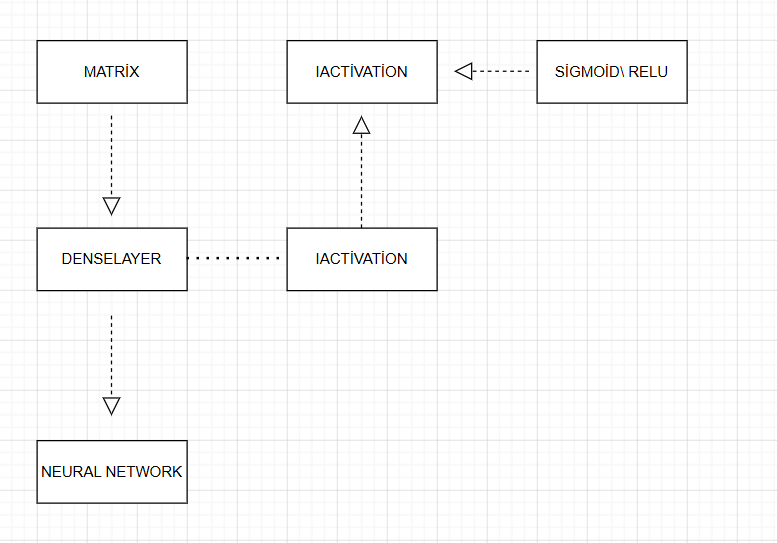 MATRİX
IACTİVATİON
SİGMOİD\ RELU
DENSELAYER
IACTİVATİON
NEURAL NETWORK